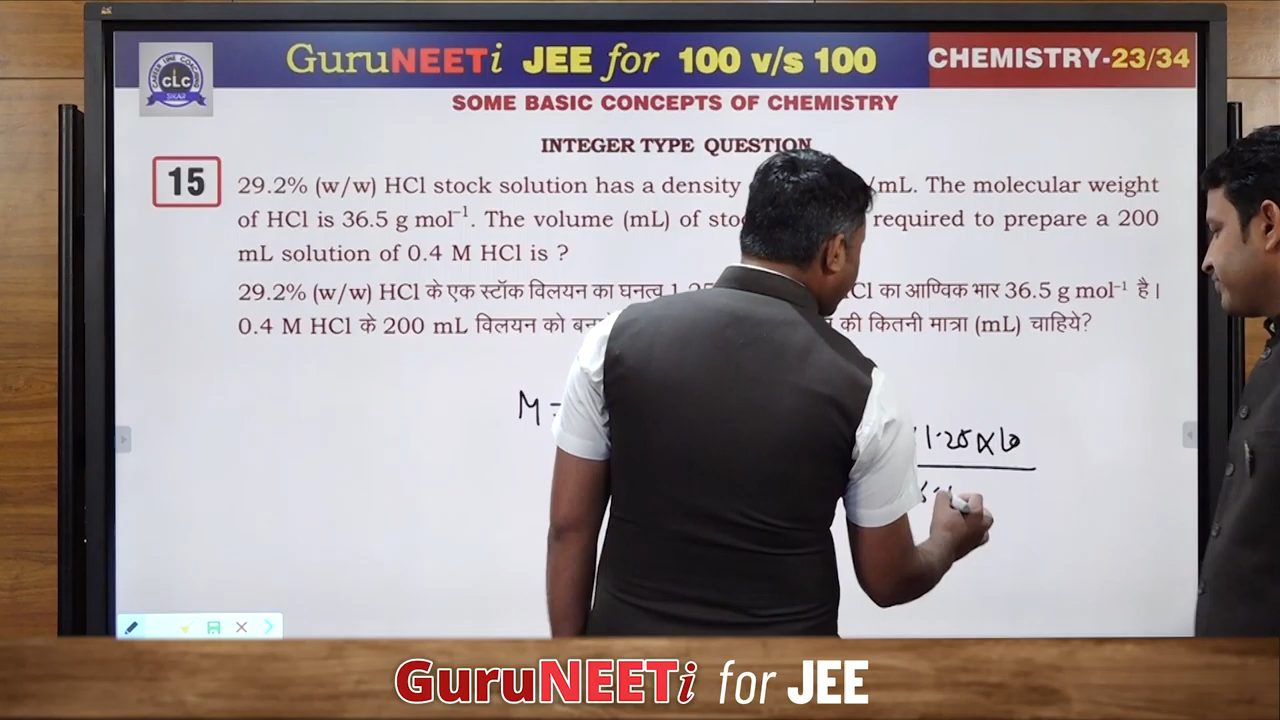 GuruNEETi JEE for 100 v/s 100
CHEMISTRY-23/34
CLC
SIKAR
SOME BASIC CONCEPTS OF CHEMISTRY
INTEGER TYPE QUESTION
15
29.2% (w/w) HCl stock solution has a density /mL. The molecular weight
of HCl is 36.5 g mol⁻¹. The volume (mL) of required to prepare a 200
mL solution of 0.4 M HCl is ?
29.2% (w/w) HCl के एक स्टॉक विलयन का घनत्व HCl का आण्विक भार 36.5 g mol⁻¹ है।
0.4 M HCl के 200 mL विलयन को की कितनी मात्रा (mL) चाहिये?
M =
1.25 x 10
GuruNEETi for JEE